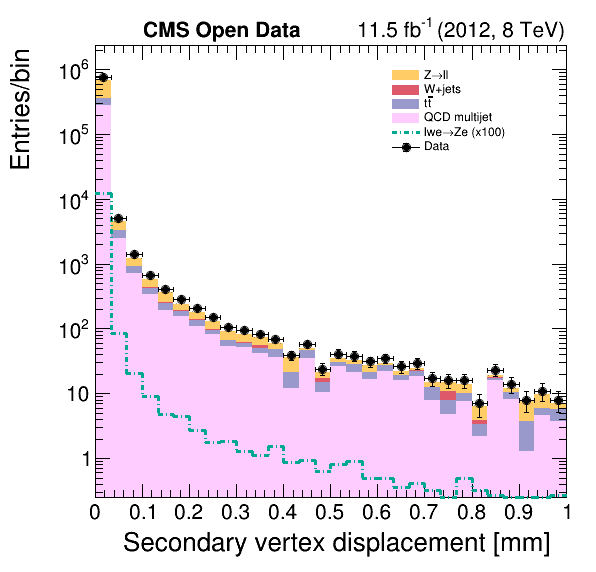 CMS Open Data 11.5 fb-1 (2012, 8 TeV)
Entries/bin
Z→ll
W+jets
tt̄
QCD multijet
lwe→Ze (x100)
Data
10^6
10^5
10^4
10^3
10^2
10
1
0 0.1 0.2 0.3 0.4 0.5 0.6 0.7 0.8 0.9 1
Secondary vertex displacement [mm]